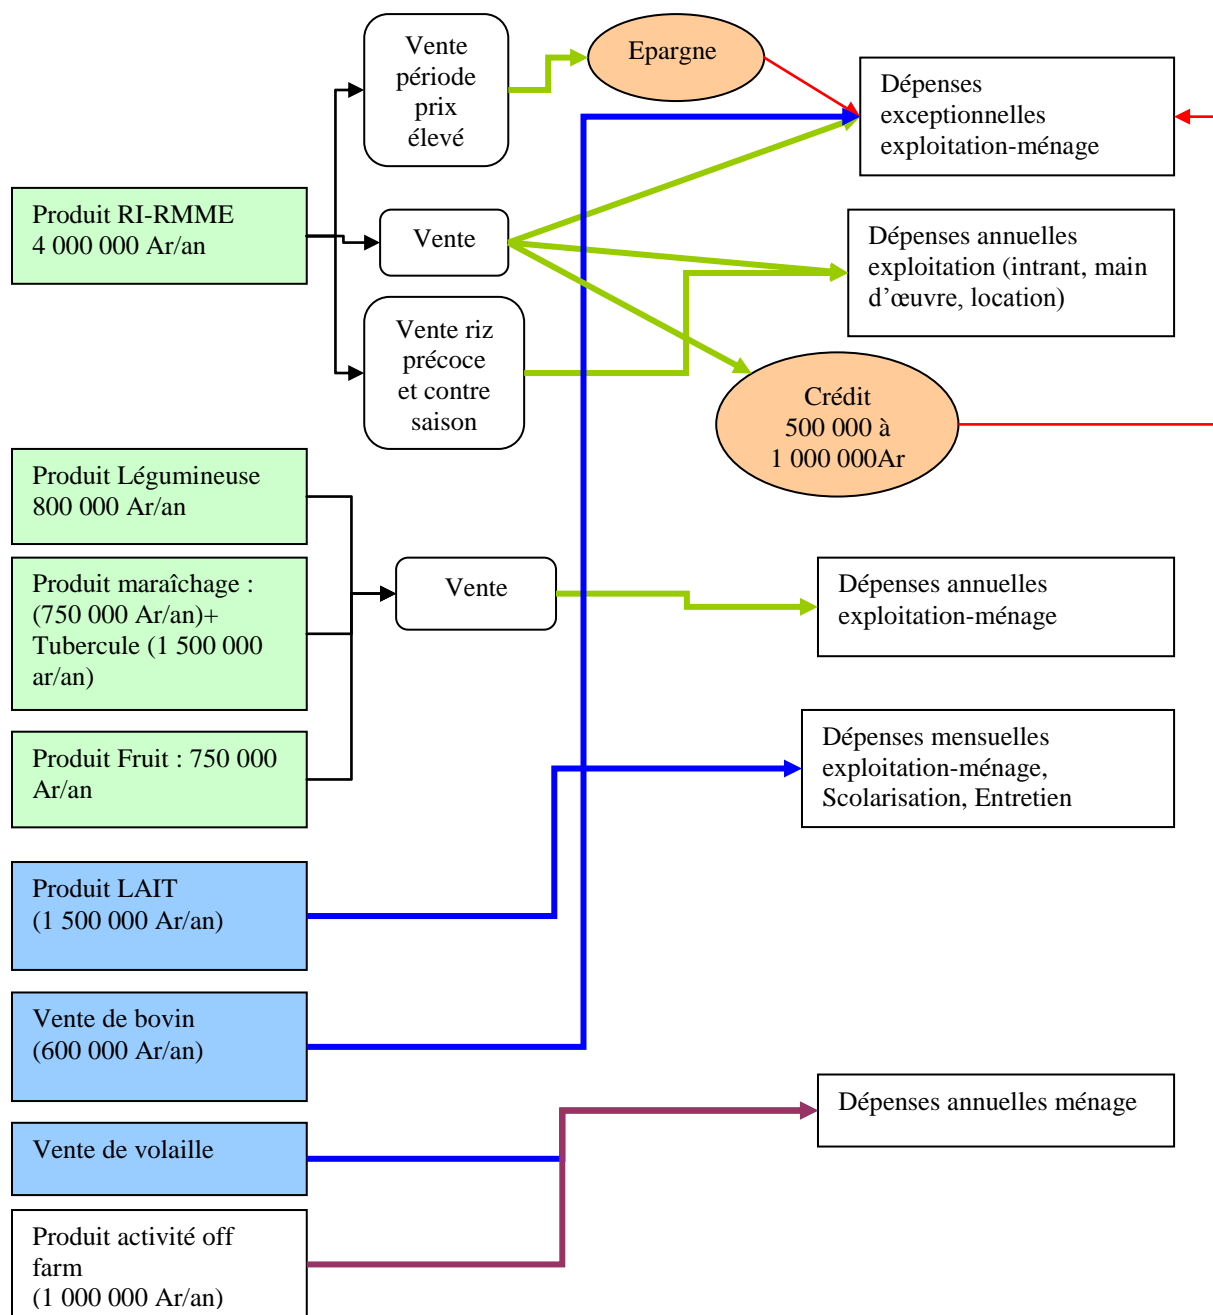 Vente
période
prix
élevé
Epargne
Dépenses
exceptionnelles
exploitation-ménage
Produit RI-RMME
4 000 000 Ar/an
Vente
Dépenses annuelles
exploitation (intrant, main
d’œuvre, location)
Vente riz
précoce
et contre
saison
Crédit
500 000 à
1 000 000Ar
Produit Légumineuse
800 000 Ar/an
Produit maraîchage :
(750 000 Ar/an)+
Tubercule (1 500 000
ar/an)
Vente
Dépenses annuelles
exploitation-ménage
Produit Fruit : 750 000
Ar/an
Dépenses mensuelles
exploitation-ménage,
Scolarisation, Entretien
Produit LAIT
(1 500 000 Ar/an)
Vente de bovin
(600 000 Ar/an)
Dépenses annuelles ménage
Vente de volaille
Produit activité off
farm
(1 000 000 Ar/an)